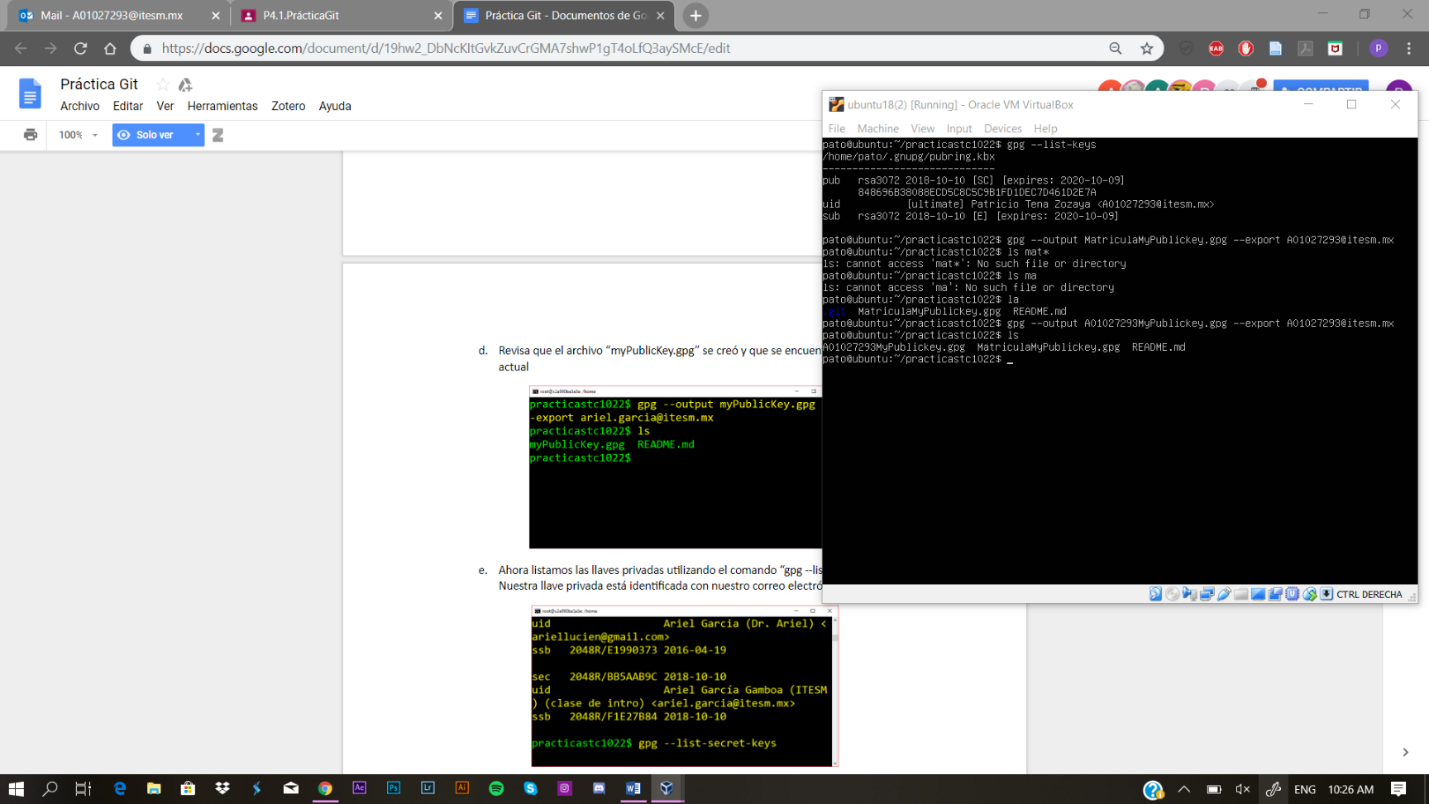 Mail - A01027293@itesm.mx
P4.1.PrácticaGit
Práctica Git - Documentos de Go
https://docs.google.com/document/d/19hw2_DbNcKItGvkZuvCrGMA7shwP1gT4oLfQ3aySMcE/edit
Práctica Git
Archivo Editar Ver Herramientas Zotero Ayuda
100% Solo ver Z
d. Revisa que el archivo “myPublicKey.gpg” se creó y que se encuen
actual
root@c1a999ba1a3a: /home
practicastc1022$ gpg --output myPublicKey.gpg
-export ariel.garcia@itesm.mx
practicastc1022$ ls
myPublicKey.gpg README.md
practicastc1022$
e. Ahora listamos las llaves privadas utilizando el comando “gpg --lis
Nuestra llave privada está identificada con nuestro correo electró
uid Ariel Garcia (Dr. Ariel) <
ariellucien@gmail.com>
ssb 2048R/E1990373 2016-04-19
sec 2048R/BB5AAB9C 2018-10-10
uid Ariel García Gamboa (ITESM
) (clase de intro) <ariel.garcia@itesm.mx>
ssb 2048R/F1E27B84 2018-10-10
practicastc1022$ gpg --list-secret-keys
ubuntu18(2) [Running] - Oracle VM VirtualBox
File Machine View Input Devices Help
pato@ubuntu:~/practicastc1022$ gpg --list-keys
/home/pato/.gnupg/pubring.kbx
-----------------------------
pub rsa3072 2018-10-10 [SC] [expires: 2020-10-09]
848696B38088ECD5C8C5C9B1FD1DEC7D461D2E7A
uid [ultimate] Patricio Tena Zozaya <A01027293@itesm.mx>
sub rsa3072 2018-10-10 [E] [expires: 2020-10-09]
pato@ubuntu:~/practicastc1022$ gpg --output MatriculaMyPublickey.gpg --export A01027293@itesm.mx
pato@ubuntu:~/practicastc1022$ ls mat*
ls: cannot access 'mat*': No such file or directory
pato@ubuntu:~/practicastc1022$ ls ma
ls: cannot access 'ma': No such file or directory
pato@ubuntu:~/practicastc1022$ la
.git MatriculaMyPublickey.gpg README.md
pato@ubuntu:~/practicastc1022$ gpg --output A01027293MyPublickey.gpg --export A01027293@itesm.mx
pato@ubuntu:~/practicastc1022$ ls
A01027293MyPublickey.gpg MatriculaMyPublickey.gpg README.md
pato@ubuntu:~/practicastc1022$ _
CTRL DERECHA
ENG 10:26 AM